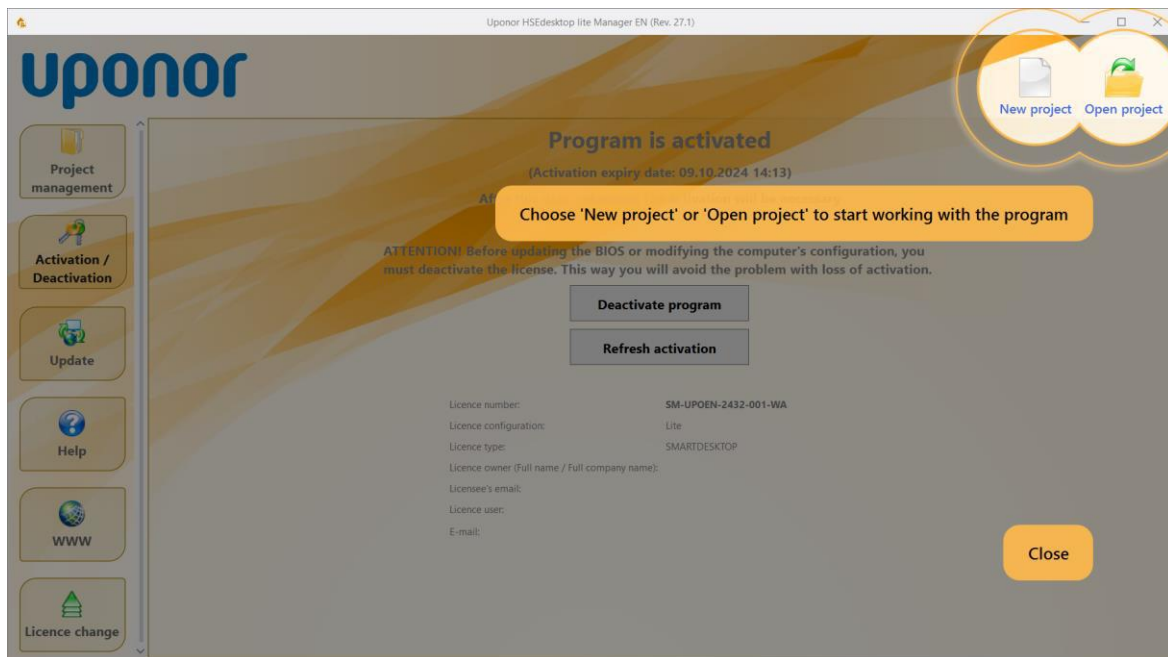 Uponor HSEdesktop lite Manager EN (Rev. 27.1)
uponor
New project
Open project
Project
management
Activation /
Deactivation
Update
Help
WWW
Licence change
Program is activated
(Activation expiry date: 09.10.2024 14:13)
Choose 'New project' or 'Open project' to start working with the program
ATTENTION! Before updating the BIOS or modifying the computer's configuration, you
must deactivate the license. This way you will avoid the problem with loss of activation.
Deactivate program
Refresh activation
Licence number: SM-UPOEN-2432-001-WA
Licence configuration: Lite
Licence type: SMARTDESKTOP
Licence owner (Full name / Full company name):
Licensee's email:
Licence user:
E-mail:
Close